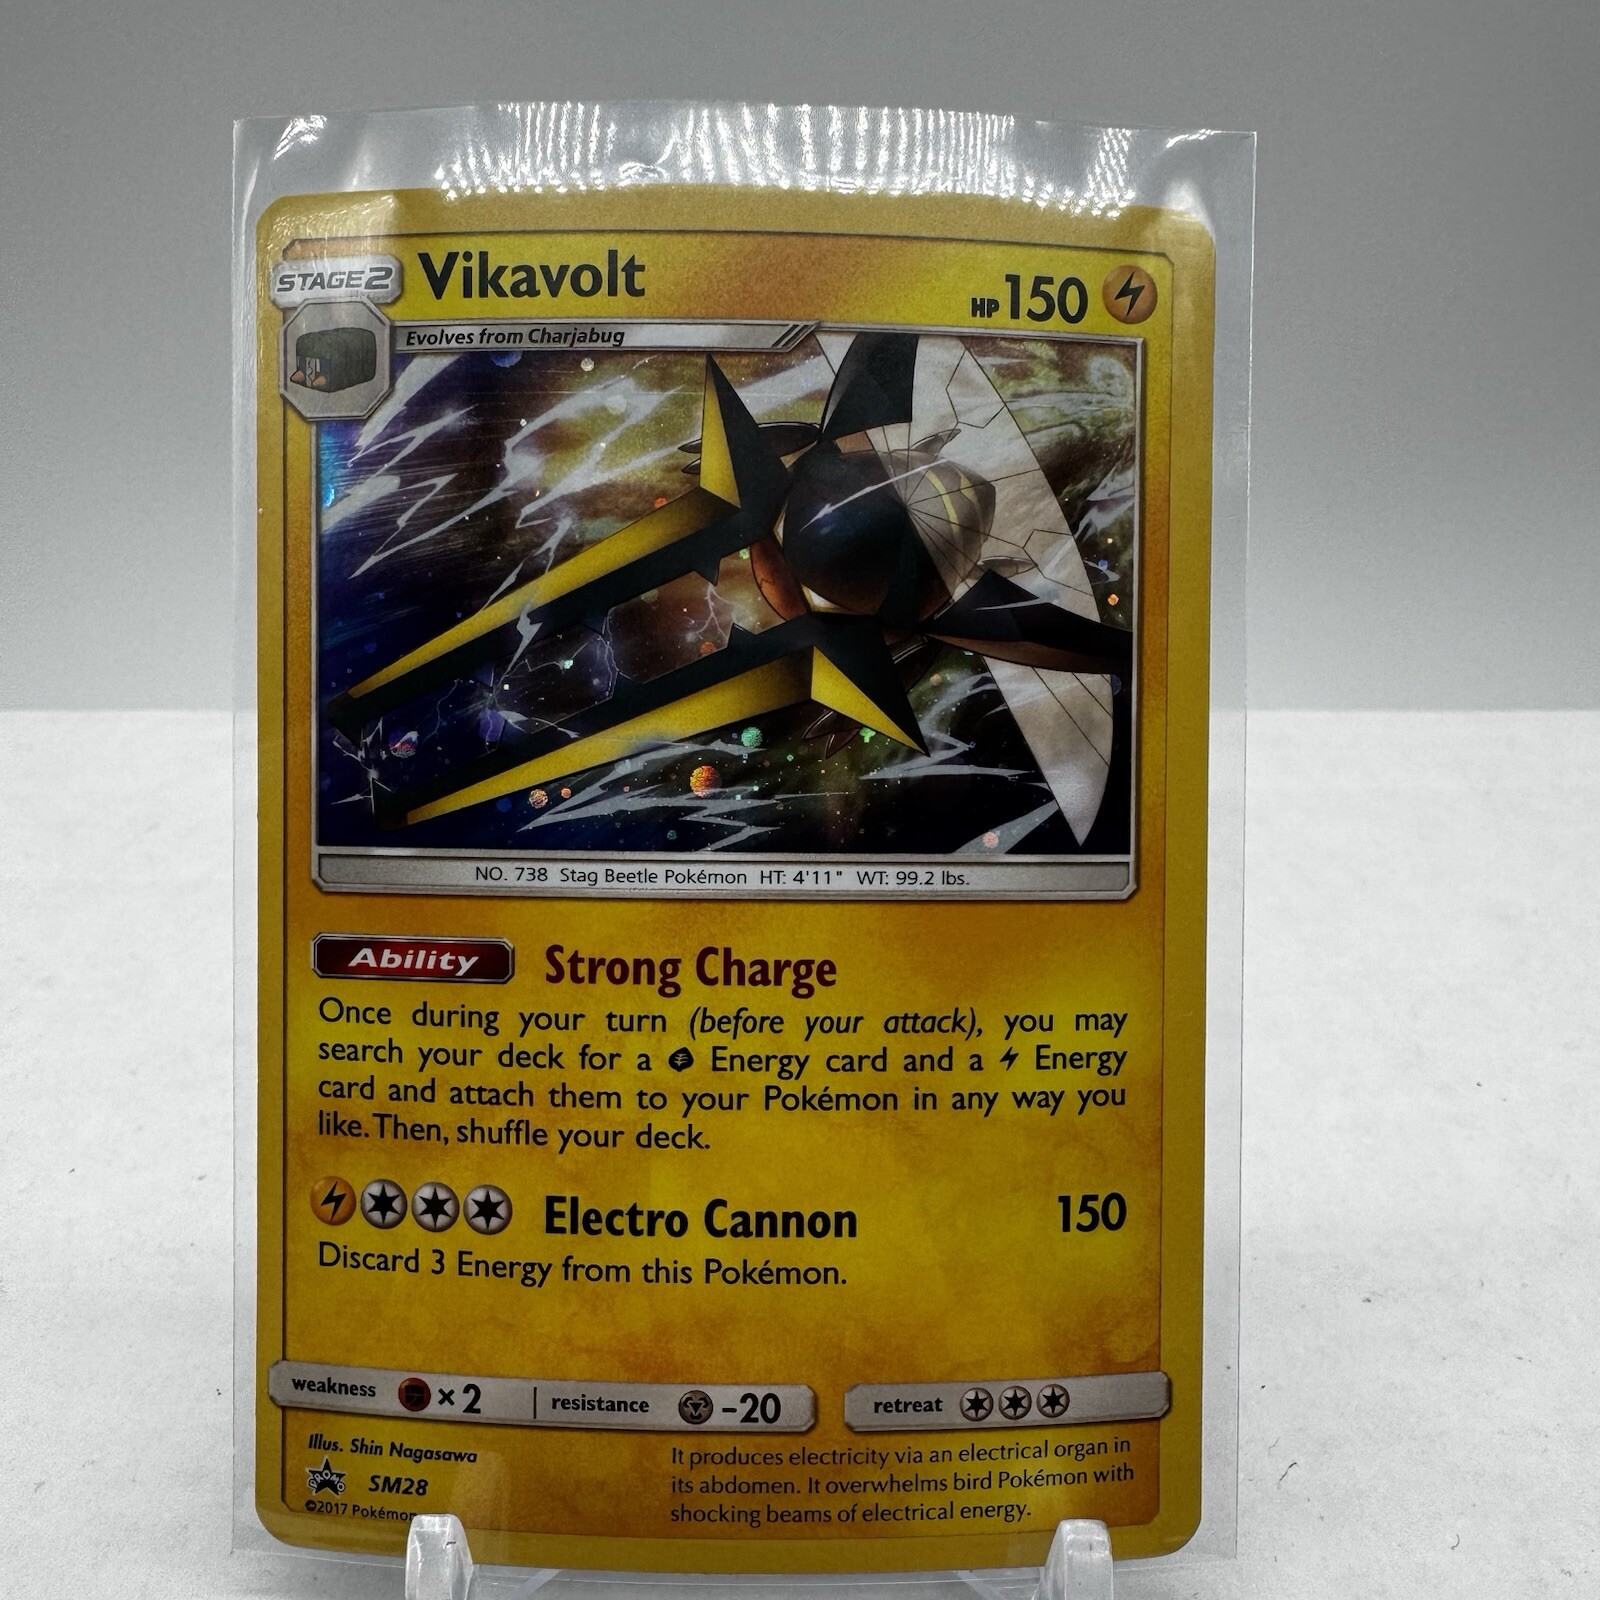 STAGE2 Vikavolt HP 150
Evolves from Charjabug
NO. 738 Stag Beetle Pokémon HT: 4'11" WT: 99.2 lbs.
Ability Strong Charge
Once during your turn (before your attack), you may
search your deck for a Energy card and a Energy
card and attach them to your Pokémon in any way you
like. Then, shuffle your deck.
Electro Cannon 150
Discard 3 Energy from this Pokémon.
weakness ×2 resistance -20 retreat
Illus. Shin Nagasawa
PROMO SM28
©2017 Pokémon
It produces electricity via an electrical organ in
its abdomen. It overwhelms bird Pokémon with
shocking beams of electrical energy.